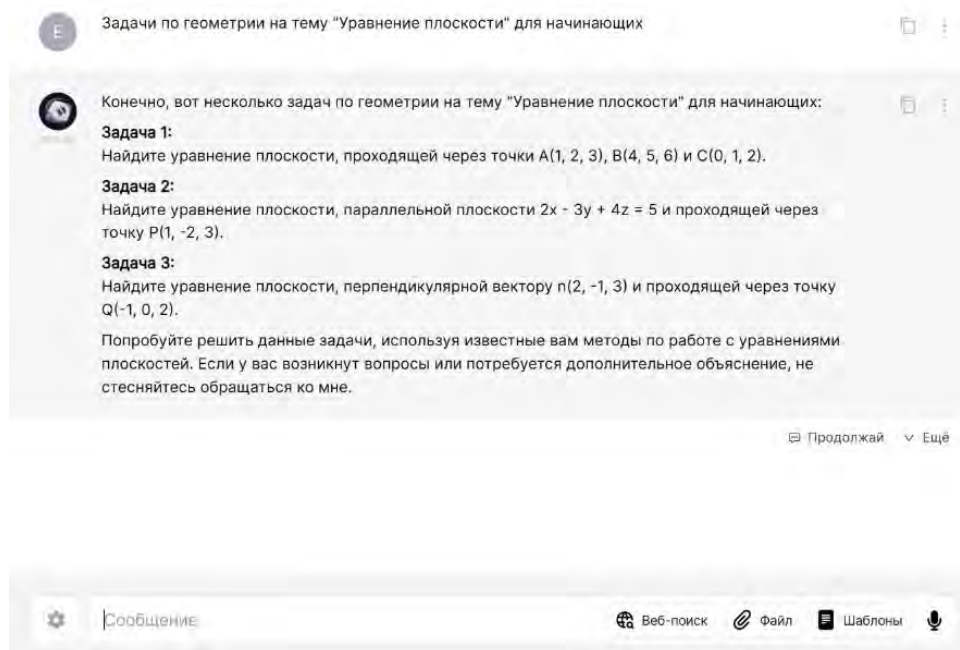 E
Задачи по геометрии на тему "Уравнение плоскости" для начинающих
Конечно, вот несколько задач по геометрии на тему "Уравнение плоскости" для начинающих:
Задача 1:
Найдите уравнение плоскости, проходящей через точки A(1, 2, 3), B(4, 5, 6) и C(0, 1, 2).
Задача 2:
Найдите уравнение плоскости, параллельной плоскости 2x - 3y + 4z = 5 и проходящей через
точку P(1, -2, 3).
Задача 3:
Найдите уравнение плоскости, перпендикулярной вектору n(2, -1, 3) и проходящей через точку
Q(-1, 0, 2).
Попробуйте решить данные задачи, используя известные вам методы по работе с уравнениями
плоскостей. Если у вас возникнут вопросы или потребуется дополнительное объяснение, не
стесняйтесь обращаться ко мне.
Продолжай Ещё
Сообщение Веб-поиск Файл Шаблоны